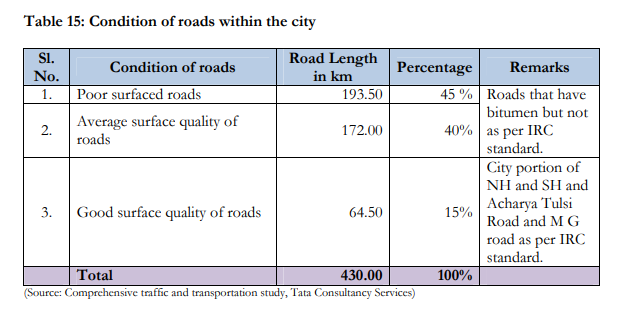 Table 15: Condition of roads within the city
Sl. No. Condition of roads Road Length in km Percentage Remarks
1. Poor surfaced roads 193.50 45 % Roads that have bitumen but not as per IRC standard.
2. Average surface quality of roads 172.00 40%
3. Good surface quality of roads 64.50 15% City portion of NH and SH and Acharya Tulsi Road and M G road as per IRC standard.
Total 430.00 100%
(Source: Comprehensive traffic and transportation study, Tata Consultancy Services)